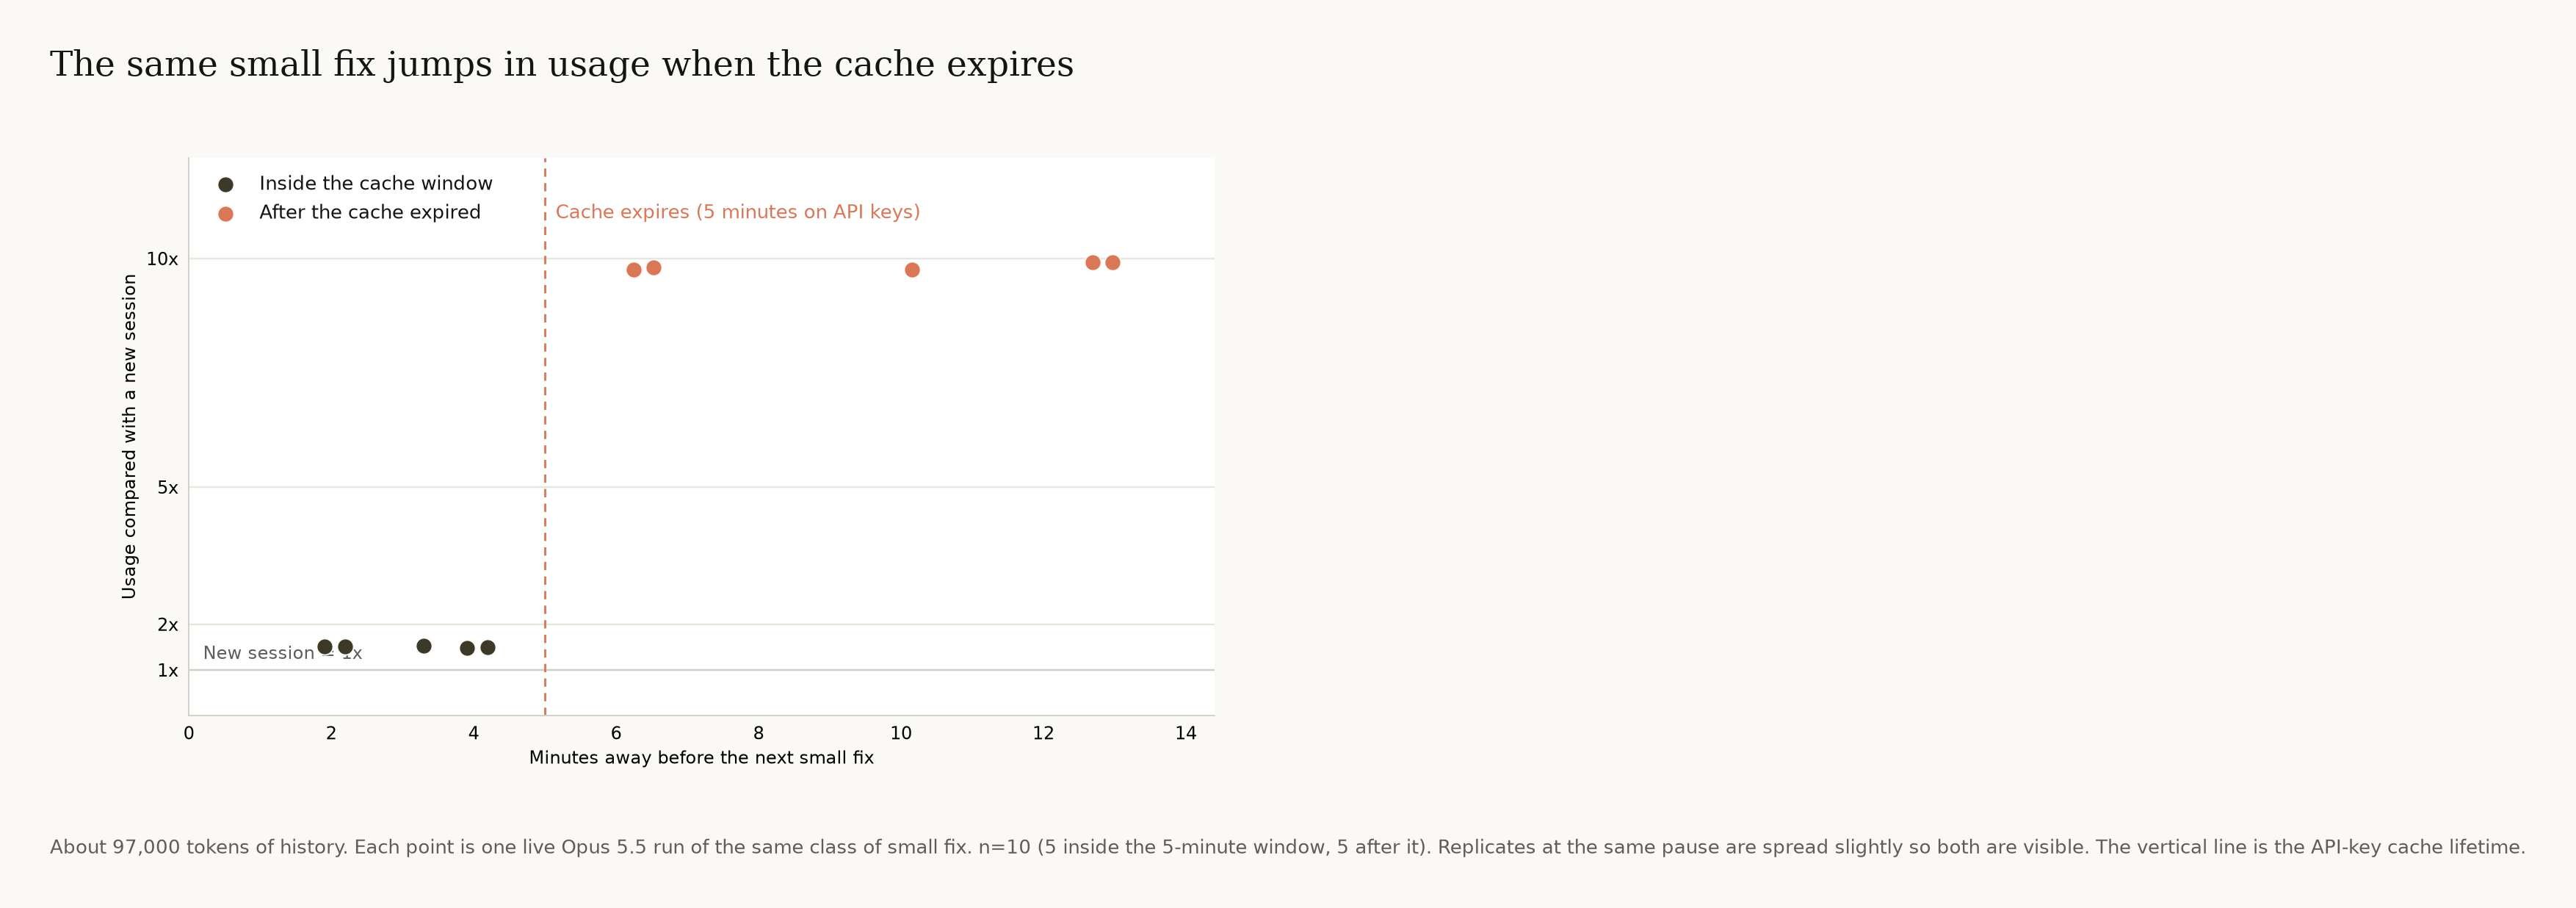 The same small fix jumps in usage when the cache expires
Inside the cache window
After the cache expired
Cache expires (5 minutes on API keys)
10x
5x
2x
1x
New session = 1x
Usage compared with a new session
0 2 4 6 8 10 12 14
Minutes away before the next small fix
About 97,000 tokens of history. Each point is one live Opus 5.5 run of the same class of small fix. n=10 (5 inside the 5-minute window, 5 after it). Replicates at the same pause are spread slightly so both are visible. The vertical line is the API-key cache lifetime.